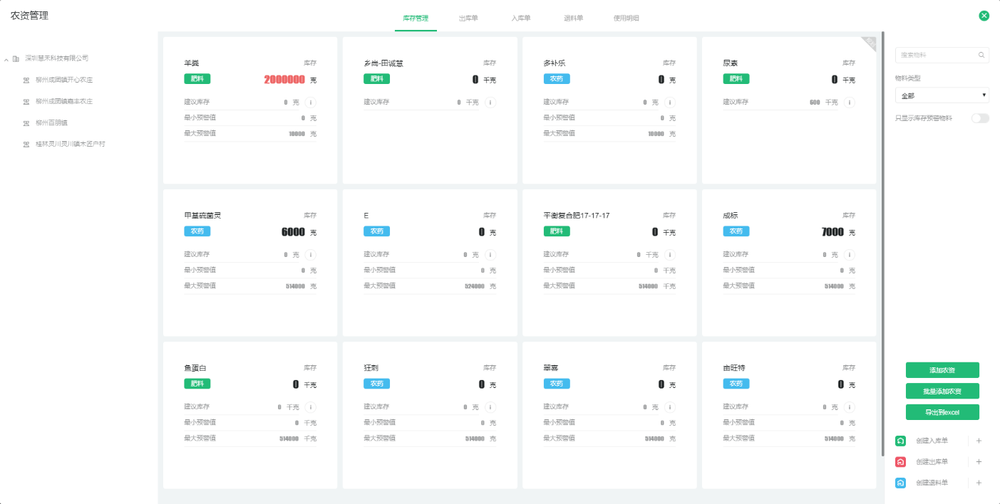 农资管理
库存管理
出库单
入库单
退料单
使用明细
深圳慧禾科技有限公司
柳州成团镇开心农庄
柳州成团镇嘉丰农庄
柳州百朋镇
桂林灵川灵川镇木匠户村
羊粪 库存
肥料 2000000 克
建议库存 0 克
最小预警值 0 克
最大预警值 10000 克
乡尚-田诚慧 库存
肥料 0 千克
建议库存 0 千克
多补乐 库存
农药 0 克
建议库存 0 克
最小预警值 0 克
最大预警值 10000 克
尿素 库存
肥料 0 千克
建议库存 600 千克
甲基硫菌灵 库存
农药 6000 克
建议库存 0 克
最小预警值 0 克
最大预警值 514000 克
E 库存
农药 0 克
建议库存 0 克
最小预警值 0 克
最大预警值 524000 克
平衡复合肥17-17-17 库存
肥料 0 千克
建议库存 0 千克
最小预警值 0 千克
最大预警值 514000 千克
成标 库存
农药 7000 克
建议库存 0 克
最小预警值 0 克
最大预警值 514000 克
鱼蛋白 库存
肥料 0 千克
建议库存 0 千克
最小预警值 0 千克
最大预警值 514000 千克
狂刺 库存
农药 0 克
建议库存 0 克
最小预警值 0 克
最大预警值 514000 克
翠喜 库存
农药 0 克
建议库存 0 克
最小预警值 0 克
最大预警值 514000 克
亩旺特 库存
农药 0 克
建议库存 0 克
最小预警值 0 克
最大预警值 514000 克
搜索物料
物料类型
全部
只显示库存预警物料
添加农资
批量添加农资
导出到excel
创建入库单
创建出库单
创建退料单